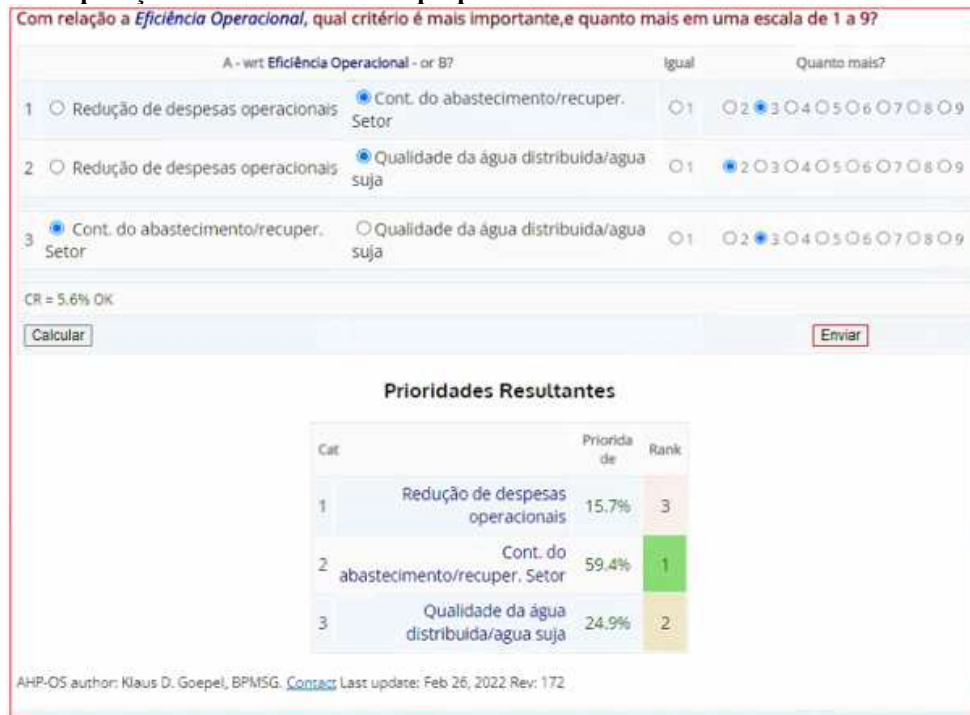 Com relação a Eficiência Operacional, qual critério é mais importante,e quanto mais em uma escala de 1 a 9?
A - wrt Eficiência Operacional - or B? Igual Quanto mais?
1 Redução de despesas operacionais Cont. do abastecimento/recuper. Setor 1 2 3 4 5 6 7 8 9
2 Redução de despesas operacionais Qualidade da água distribuida/agua suja 1 2 3 4 5 6 7 8 9
3 Cont. do abastecimento/recuper. Setor Qualidade da água distribuida/agua suja 1 2 3 4 5 6 7 8 9
CR = 5.6% OK
Calcular Enviar
Prioridades Resultantes
Cat Priorida de Rank
1 Redução de despesas operacionais 15.7% 3
2 Cont. do abastecimento/recuper. Setor 59.4% 1
3 Qualidade da água distribuida/agua suja 24.9% 2
AHP-OS author: Klaus D. Goepel, BPMSG. Contact Last update: Feb 26, 2022 Rev: 172